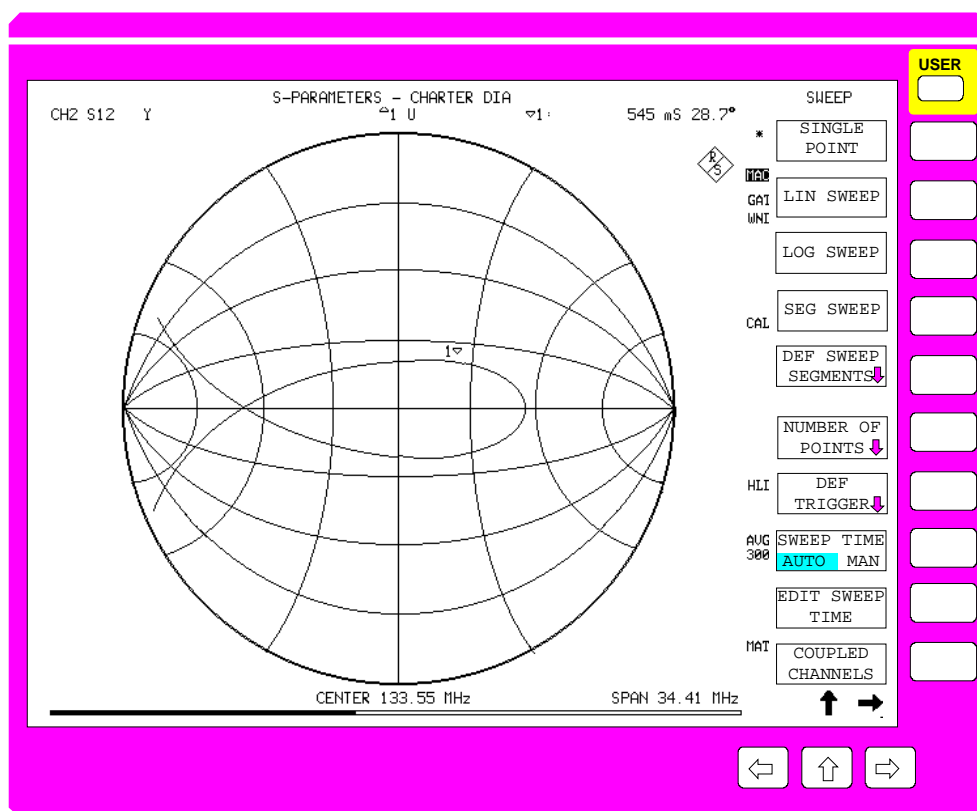 USER
S-PARAMETERS - CHARTER DIA
SWEEP
CH2 S12 Y
△1 U
▽1:
545 mS 28.7°
R
S
*
MAC
GAI
WNI
CAL
HLI
AVG
300
MAT
SINGLE
POINT
LIN SWEEP
LOG SWEEP
SEG SWEEP
DEF SWEEP
SEGMENTS
NUMBER OF
POINTS
DEF
TRIGGER
SWEEP TIME
AUTO MAN
EDIT SWEEP
TIME
COUPLED
CHANNELS
1▽
CENTER 133.55 MHz
SPAN 34.41 MHz